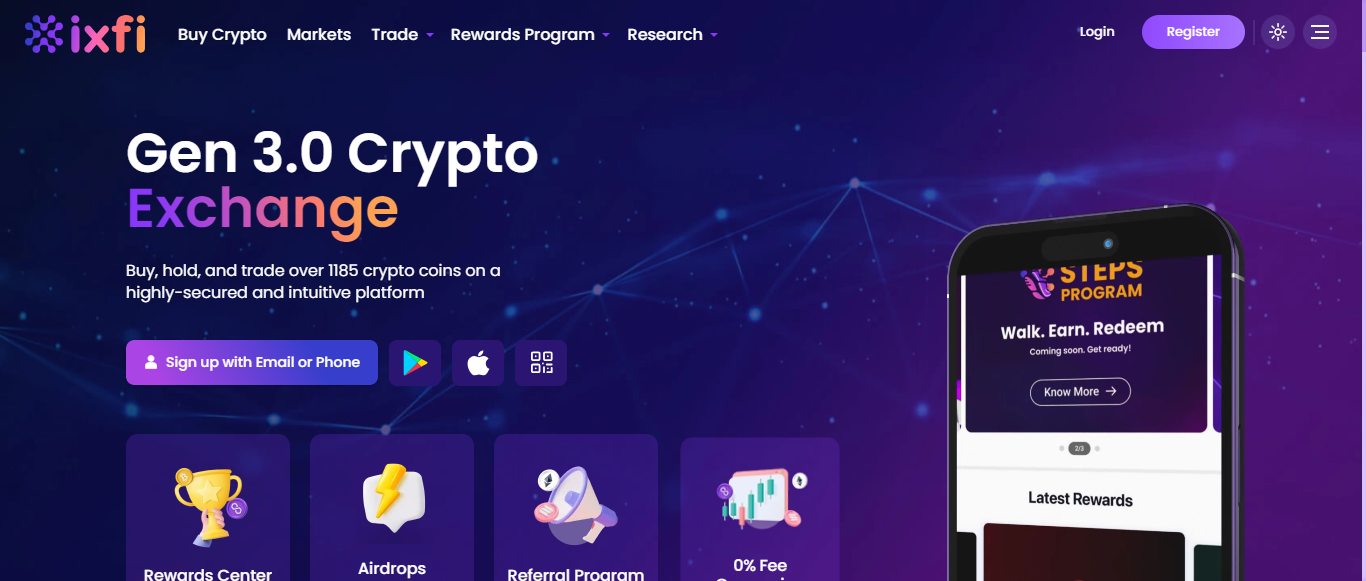 ixfi
Buy Crypto
Markets
Trade
Rewards Program
Research
Login
Register
Gen 3.0 Crypto
Exchange
Buy, hold, and trade over 1185 crypto coins on a
highly-secured and intuitive platform
Sign up with Email or Phone
STEPS
PROGRAM
Walk. Earn. Redeem
Coming soon. Get ready!
Know More
2/3
Latest Rewards
Rewards Center
Airdrops
Referral Program
0% Fee